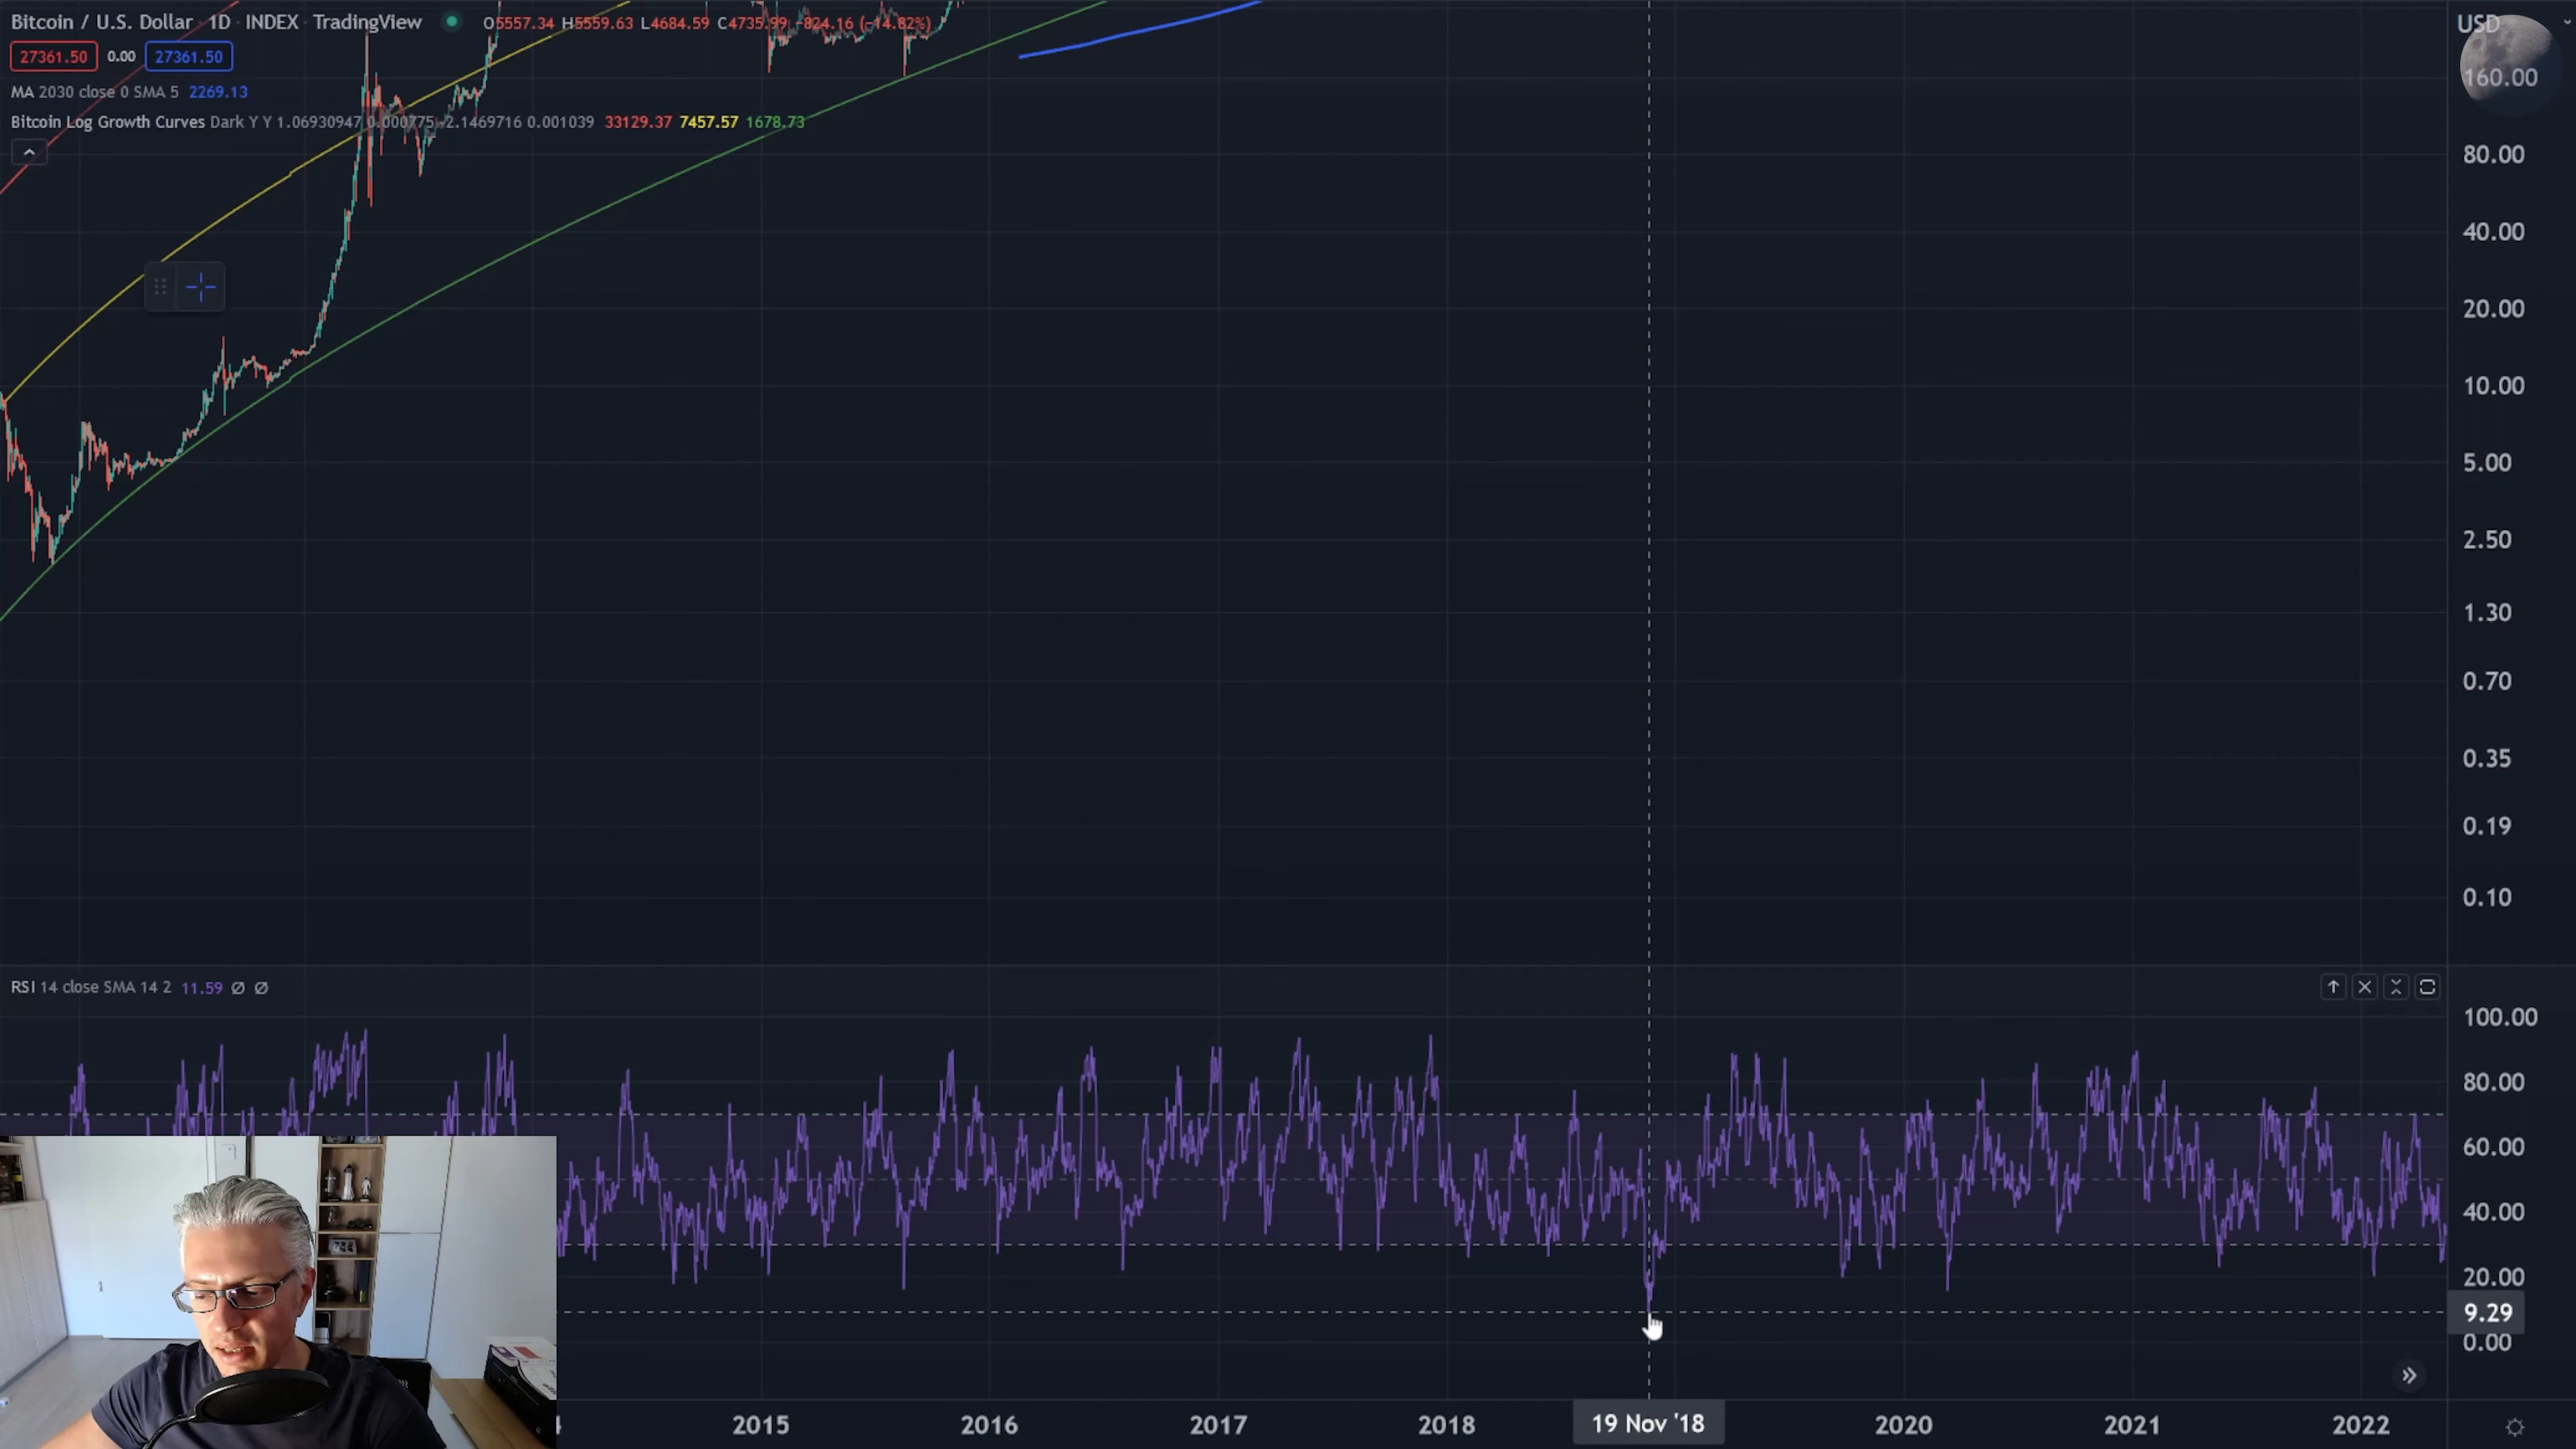 Bitcoin / U.S. Dollar · 1D · INDEX · TradingView O5557.34 H5559.63 L4684.59 C4735.99 −824.16 (−14.82%)
USD
27361.50 0.00 27361.50
160.00
MA 2030 close 0 SMA 5 2269.13
Bitcoin Log Growth Curves Dark Y Y 1.06930947 0.000775 -2.1469716 0.001039 33129.37 7457.57 1678.73
80.00
40.00
20.00
10.00
5.00
2.50
1.30
0.70
0.35
0.19
0.10
RSI 14 close SMA 14 2 11.59 Ø Ø
100.00
80.00
60.00
40.00
20.00
9.29
0.00
4 2015 2016 2017 2018 19 Nov '18 2020 2021 2022